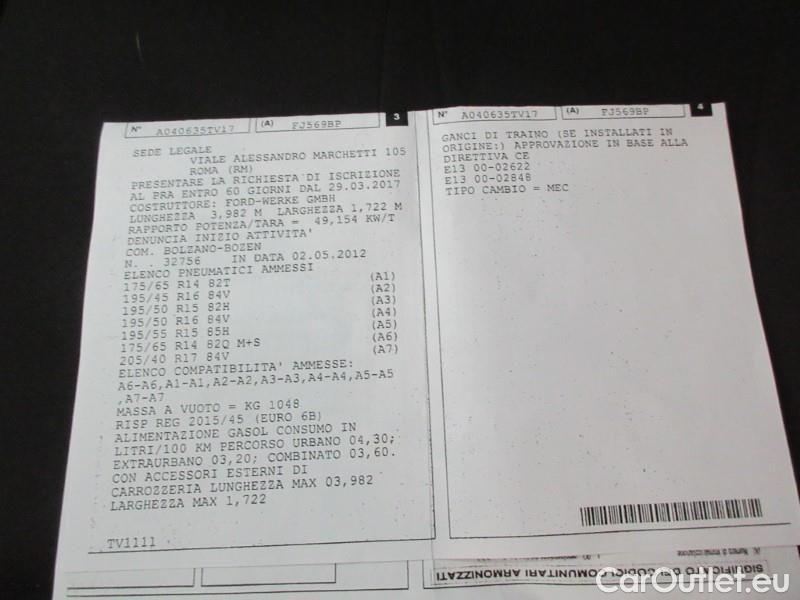 N° A040635TV17 (A) FJ569BP 3
SEDE LEGALE
VIALE ALESSANDRO MARCHETTI 105
ROMA (RM)
PRESENTARE LA RICHIESTA DI ISCRIZIONE
AL PRA ENTRO 60 GIORNI DAL 29.03.2017
COSTRUTTORE: FORD-WERKE GMBH
LUNGHEZZA 3,982 M LARGHEZZA 1,722 M
RAPPORTO POTENZA/TARA = 49,154 KW/T
DENUNCIA INIZIO ATTIVITA'
COM. BOLZANO-BOZEN
N. . 32756 IN DATA 02.05.2012
ELENCO PNEUMATICI AMMESSI
175/65 R14 82T (A1)
195/45 R16 84V (A2)
195/50 R15 82H (A3)
195/50 R16 84V (A4)
195/55 R15 85H (A5)
175/65 R14 82Q M+S (A6)
205/40 R17 84V (A7)
ELENCO COMPATIBILITA' AMMESSE:
A6-A6,A1-A1,A2-A2,A3-A3,A4-A4,A5-A5
,A7-A7
MASSA A VUOTO = KG 1048
RISP REG 2015/45 (EURO 6B)
ALIMENTAZIONE GASOL CONSUMO IN
LITRI/100 KM PERCORSO URBANO 04,30;
EXTRAURBANO 03,20; COMBINATO 03,60.
CON ACCESSORI ESTERNI DI
CARROZZERIA LUNGHEZZA MAX 03,982
LARGHEZZA MAX 1,722
TV1111
N° A040635TV17 (A) FJ569BP 4
GANCI DI TRAINO (SE INSTALLATI IN
ORIGINE:) APPROVAZIONE IN BASE ALLA
DIRETTIVA CE
E13 00-02622
E13 00-02848
TIPO CAMBIO = MEC
SIGNIFICATO DEI CODICI COMUNITARI ARMONIZZATI
CarOutlet.eu